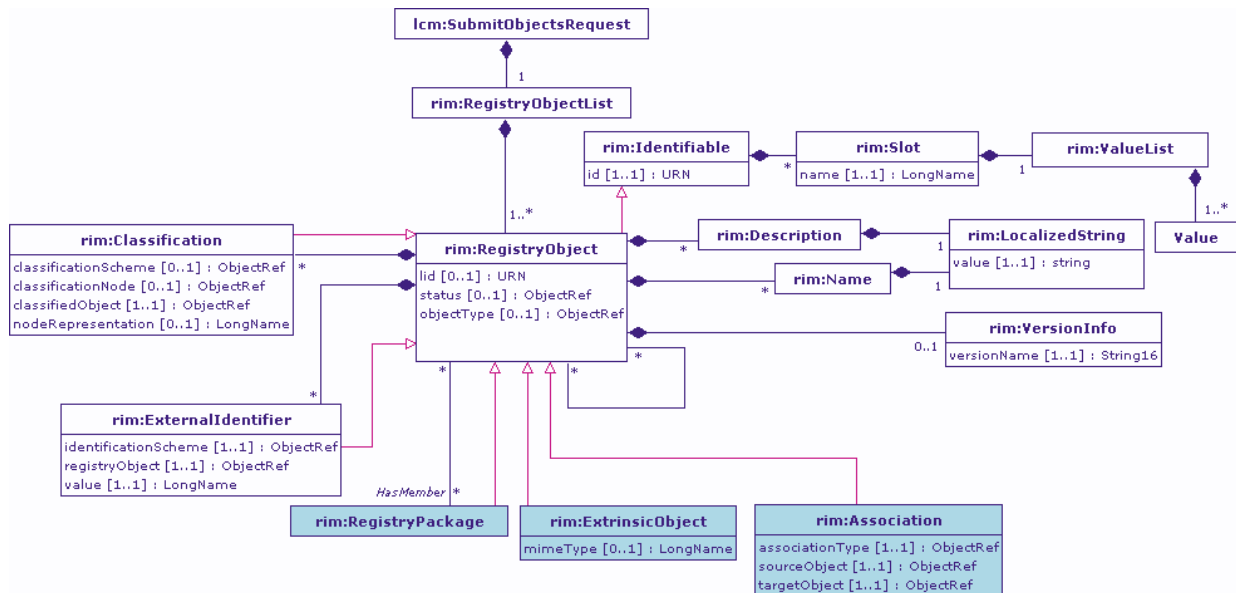 lcm:SubmitObjectsRequest
1
rim:RegistryObjectList
1..*
rim:Identifiable
id [1..1] : URN
*
rim:Slot
name [1..1] : LongName
1
rim:ValueList
1..*
Value
rim:Classification
classificationScheme [0..1] : ObjectRef
classificationNode [0..1] : ObjectRef
classifiedObject [1..1] : ObjectRef
nodeRepresentation [0..1] : LongName
*
rim:RegistryObject
lid [0..1] : URN
status [0..1] : ObjectRef
objectType [0..1] : ObjectRef
*
rim:Description
1
rim:LocalizedString
value [1..1] : string
*
rim:Name
1
rim:VersionInfo
versionName [1..1] : String16
0..1
*
*
*
*
rim:ExternalIdentifier
identificationScheme [1..1] : ObjectRef
registryObject [1..1] : ObjectRef
value [1..1] : LongName
HasMember *
rim:RegistryPackage
rim:ExtrinsicObject
mimeType [0..1] : LongName
rim:Association
associationType [1..1] : ObjectRef
sourceObject [1..1] : ObjectRef
targetObject [1..1] : ObjectRef